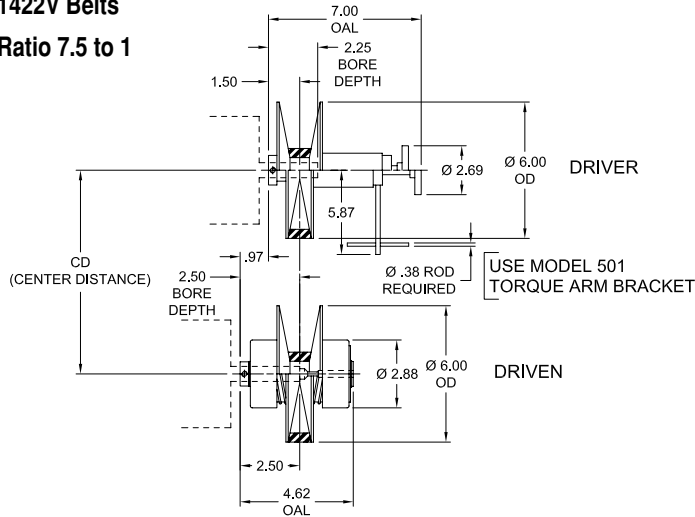 1422V Belts
Ratio 7.5 to 1
7.00
OAL
2.25
BORE
DEPTH
1.50
Ø 2.69
Ø 6.00
OD
DRIVER
5.87
CD
(CENTER DISTANCE)
.97
2.50
BORE
DEPTH
Ø .38 ROD
REQUIRED
USE MODEL 501
TORQUE ARM BRACKET
Ø 2.88
Ø 6.00
OD
DRIVEN
2.50
4.62
OAL